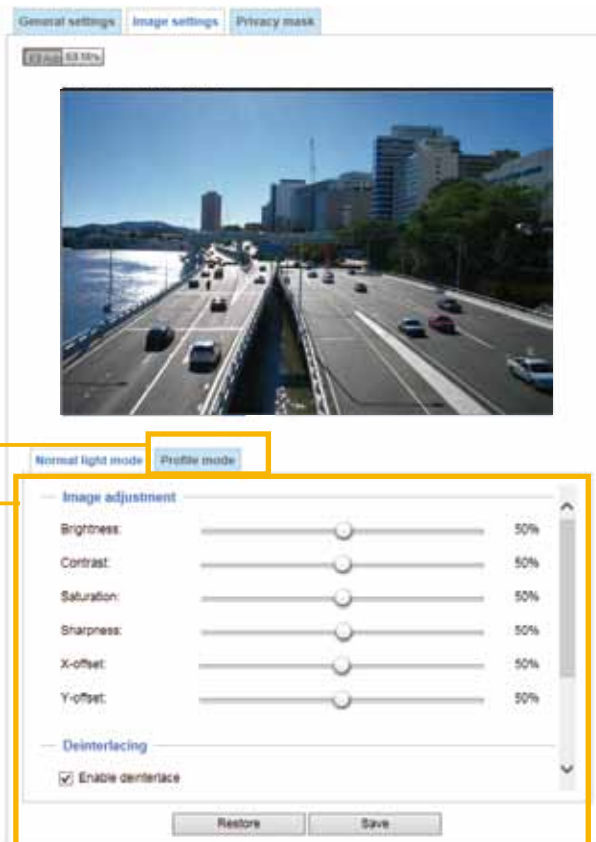 General settings Image settings Privacy mask
Normal light mode Profile mode
Image adjustment
Brightness: 50%
Contrast: 50%
Saturation: 50%
Sharpness: 50%
X-offset: 50%
Y-offset: 50%
Deinterlacing
Enable deinterlace
Restore Save